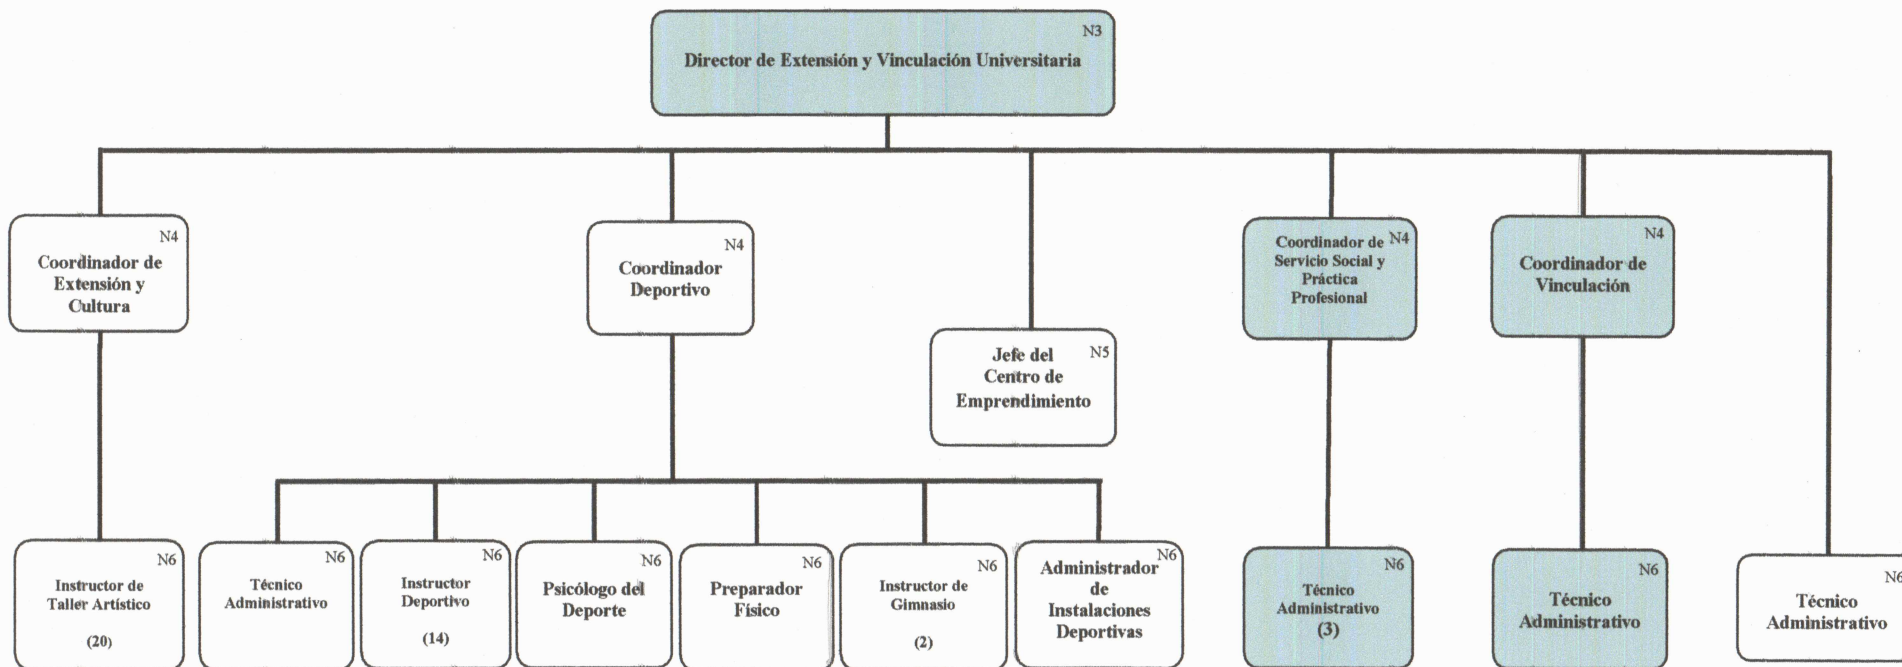 N3
Director de Extensión y Vinculación Universitaria
N4
Coordinador de
Extensión y
Cultura
N4
Coordinador
Deportivo
N5
Jefe del
Centro de
Emprendimiento
N4
Coordinador de
Servicio Social y
Práctica
Profesional
N4
Coordinador de
Vinculación
N6
Instructor de
Taller Artístico
(20)
N6
Técnico
Administrativo
N6
Instructor
Deportivo
(14)
N6
Psicólogo del
Deporte
N6
Preparador
Físico
N6
Instructor de
Gimnasio
(2)
N6
Administrador
de
Instalaciones
Deportivas
N6
Técnico
Administrativo
(3)
N6
Técnico
Administrativo
N6
Técnico
Administrativo